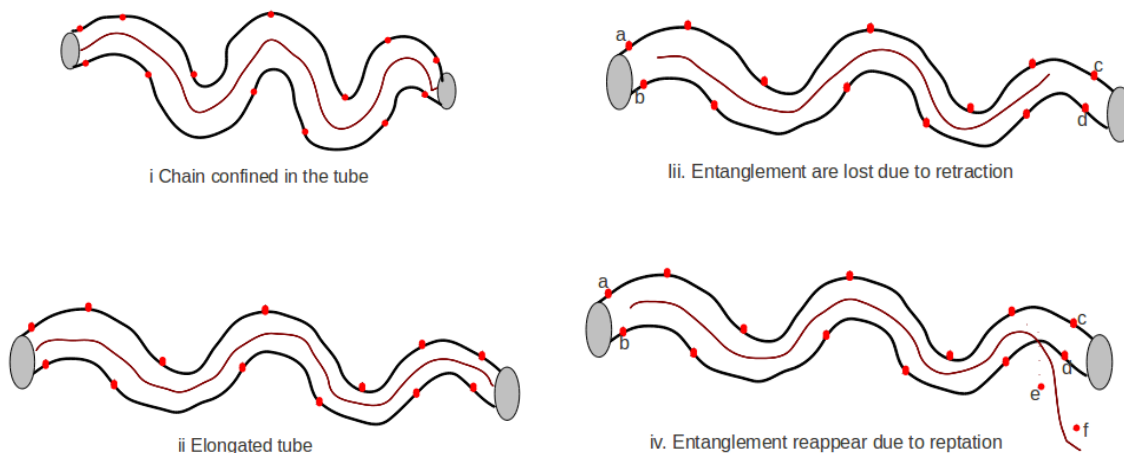 i Chain confined in the tube
a
b
c
d
Iii. Entanglement are lost due to retraction
ii Elongated tube
a
b
c
d
e
f
iv. Entanglement reappear due to reptation